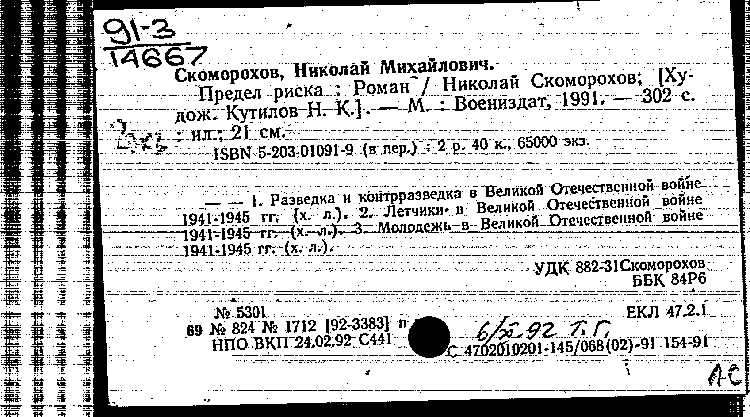 91-3
14667
Скоморохов, Николай Михайлович.
Предел риска : Роман / Николай Скоморохов; [Ху-
дож. Кутилов Н. К.]. — М. : Воениздат, 1991. — 302 с.
: ил.; 21 см.
ISBN 5-203-01091-9 (в пер.) : 2 р. 40 к., 65000 экз.
— — 1. Разведка и контрразведка в Великой Отечественной войне
1941-1945 гг. (х. л.). 2. Летчики в Великой Отечественной войне
1941-1945 гг. (х. л.). 3. Молодежь в Великой Отечественной войне
1941-1945 гг. (х. л.).
УДК 882-31Скоморохов
ББК 84Р6
№ 5301
ЕКЛ 47.2.1
69 № 824 № 1712 [92-3383] п
6/X-92 Т. Г.
НПО ВКП 24.02.92 С441
С 4702010201-145/068(02)-91 154-91
АС